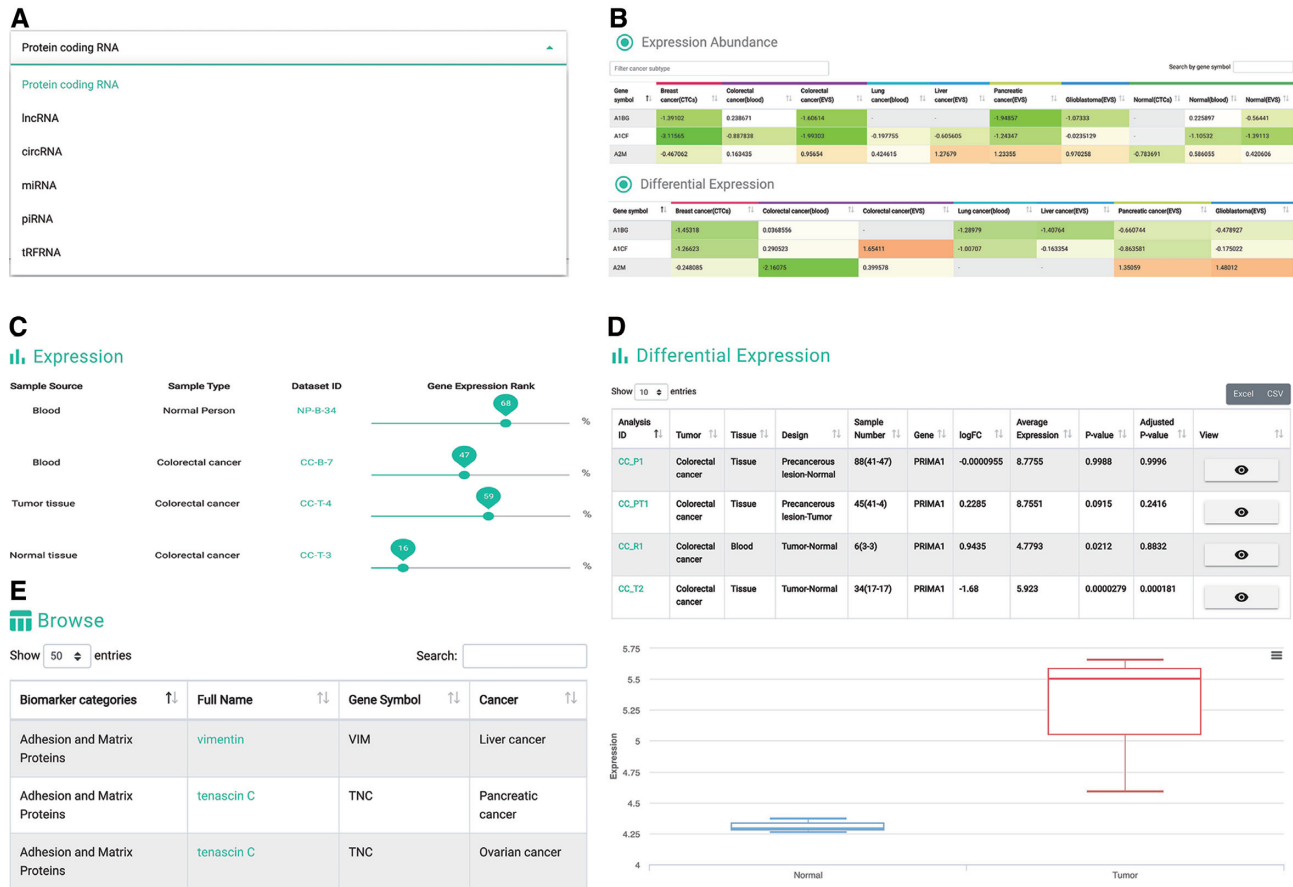 A
Protein coding RNA
Protein coding RNA
lncRNA
circRNA
miRNA
piRNA
tRFRNA
B
Expression Abundance
Filter cancer subtype
Search by gene symbol
Gene symbol Breast cancer(CTCs) Colorectal cancer(blood) Colorectal cancer(EVS) Lung cancer(blood) Liver cancer(EVS) Pancreatic cancer(EVS) Glioblastoma(EVS) Normal(CTCs) Normal(blood) Normal(EVS)
A1BG -1.39102 0.238671 -1.60614 - - -1.94857 -1.07333 - 0.225897 -0.56441
A1CF -3.11565 -0.887838 -1.99303 -0.197755 -0.605605 -1.24347 -0.0235129 - -1.10532 -1.39113
A2M -0.467062 0.163435 0.95654 0.424615 1.27679 1.23355 0.970258 -0.783691 0.586055 0.420606
Differential Expression
Gene symbol Breast cancer(CTCs) Colorectal cancer(blood) Colorectal cancer(EVS) Lung cancer(blood) Liver cancer(EVS) Pancreatic cancer(EVS) Glioblastoma(EVS)
A1BG -1.45318 0.0368556 - -1.28979 -1.40764 -0.660744 -0.478927
A1CF -1.26623 0.290523 1.65411 -1.00707 -0.163354 -0.863581 -0.175022
A2M -0.248085 -2.16075 0.399578 - - 1.35059 1.48012
C
Expression
Sample Source Sample Type Dataset ID Gene Expression Rank
Blood Normal Person NP-B-34 68 %
Blood Colorectal cancer CC-B-7 47 %
Tumor tissue Colorectal cancer CC-T-4 59 %
Normal tissue Colorectal cancer CC-T-3 16 %
D
Differential Expression
Show 10 entries
Excel CSV
Analysis ID Tumor Tissue Design Sample Number Gene logFC Average Expression P-value Adjusted P-value View
CC_P1 Colorectal cancer Tissue Precancerous lesion-Normal 88(41-47) PRIMA1 -0.0000955 8.7755 0.9988 0.9996
CC_PT1 Colorectal cancer Tissue Precancerous lesion-Tumor 45(41-4) PRIMA1 0.2285 8.7551 0.0915 0.2416
CC_R1 Colorectal cancer Blood Tumor-Normal 6(3-3) PRIMA1 0.9435 4.7793 0.0212 0.8832
CC_T2 Colorectal cancer Tissue Tumor-Normal 34(17-17) PRIMA1 -1.68 5.923 0.0000279 0.000181
5.75
5.5
5.25
5
4.75
4.5
4.25
4
Expression
Normal Tumor
E
Browse
Show 50 entries
Search:
Biomarker categories Full Name Gene Symbol Cancer
Adhesion and Matrix Proteins vimentin VIM Liver cancer
Adhesion and Matrix Proteins tenascin C TNC Pancreatic cancer
Adhesion and Matrix Proteins tenascin C TNC Ovarian cancer